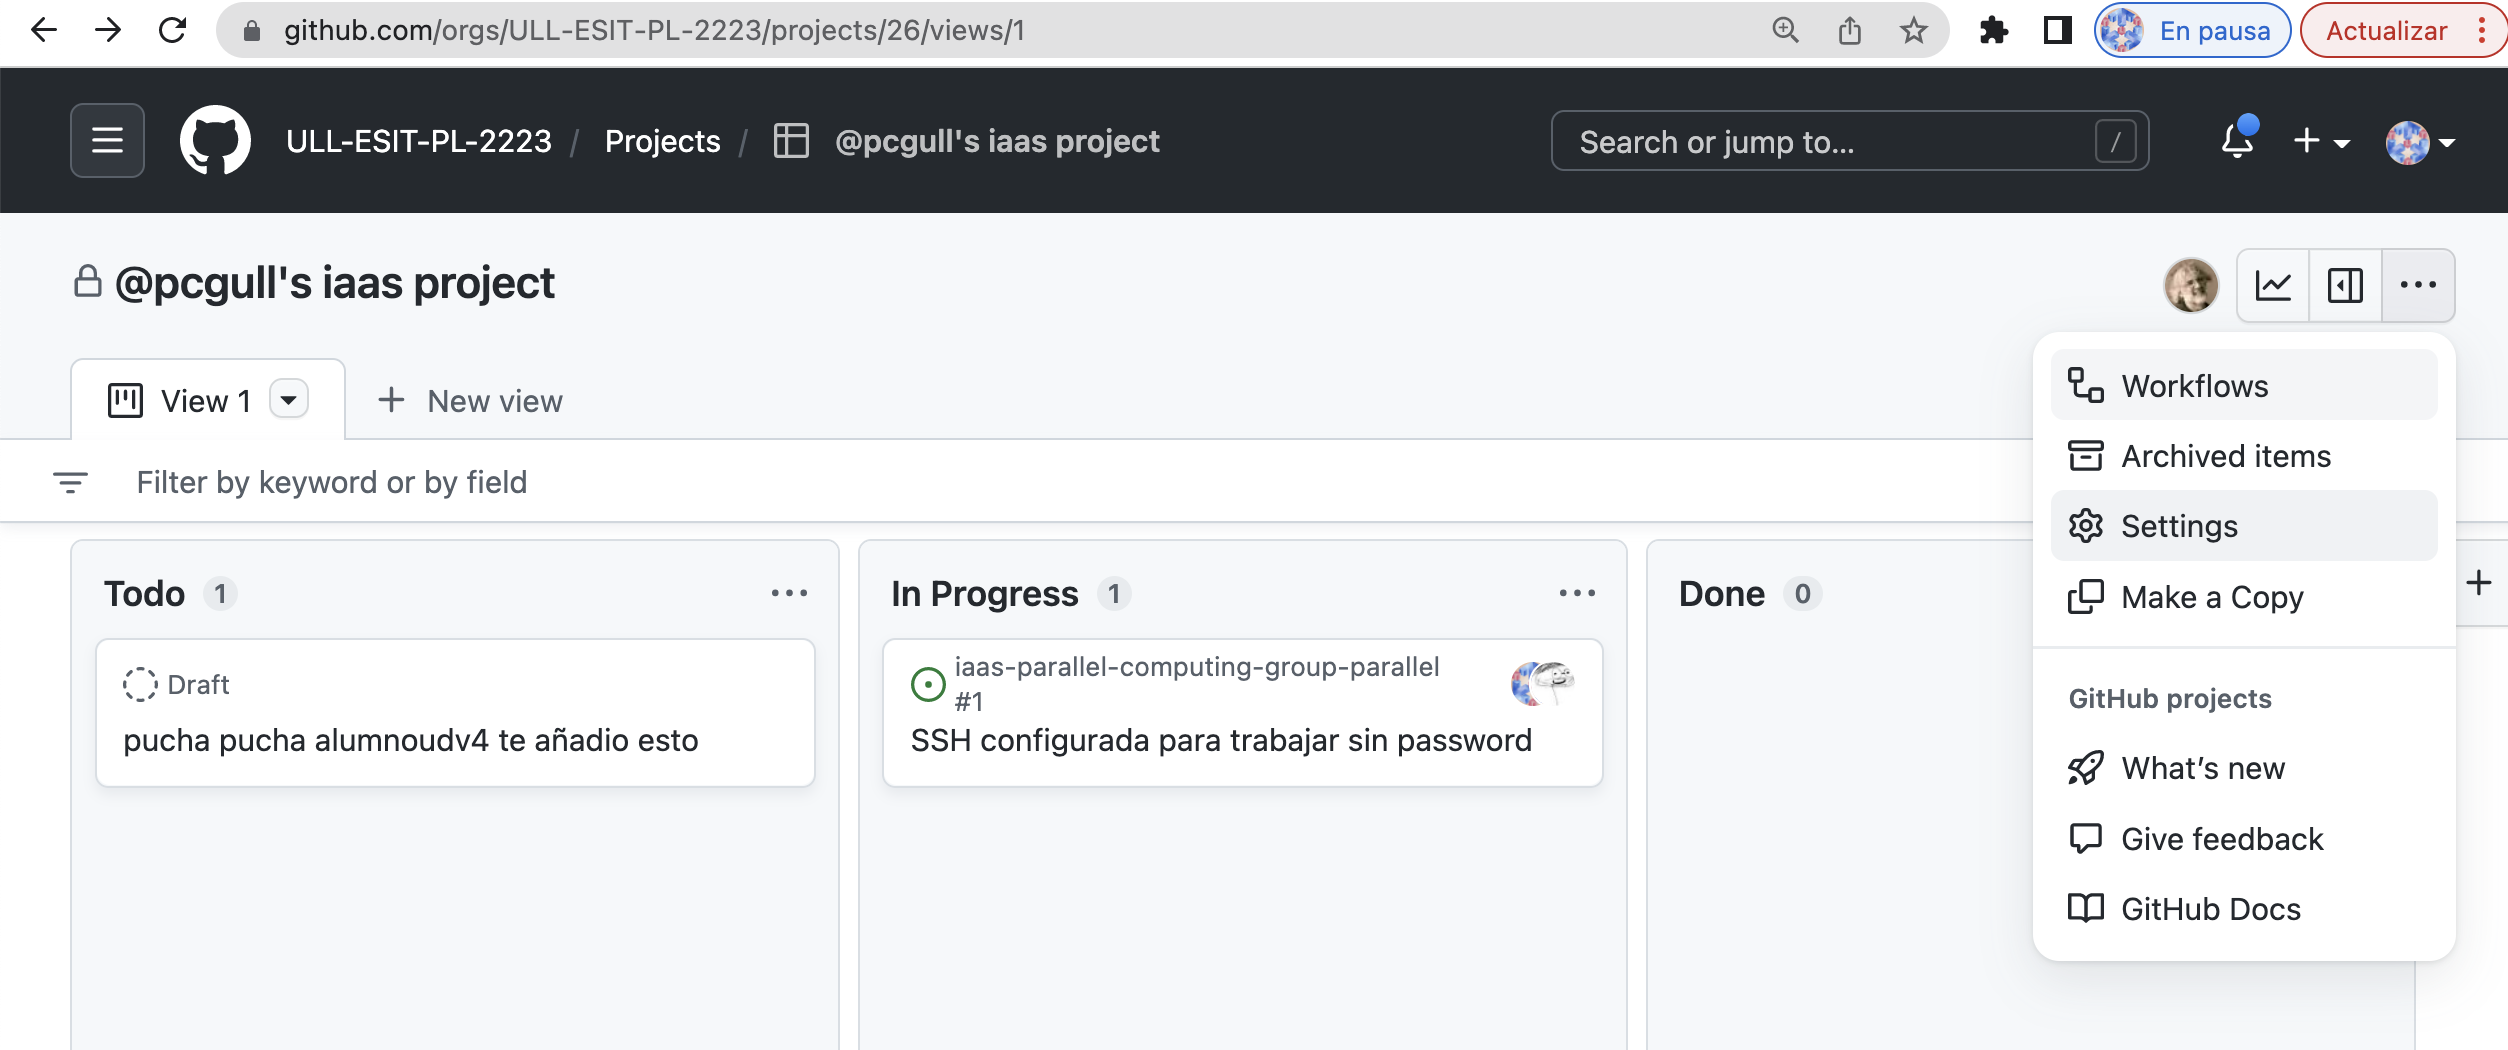 github.com/orgs/ULL-ESIT-PL-2223/projects/26/views/1
En pausa
Actualizar
ULL-ESIT-PL-2223 / Projects / @pcgull's iaas project
Search or jump to... /
@pcgull's iaas project
View 1
New view
Filter by keyword or by field
Todo 1
Draft
pucha pucha alumnoudv4 te añadio esto
In Progress 1
iaas-parallel-computing-group-parallel
#1
SSH configurada para trabajar sin password
Done 0
Workflows
Archived items
Settings
Make a Copy
GitHub projects
What’s new
Give feedback
GitHub Docs